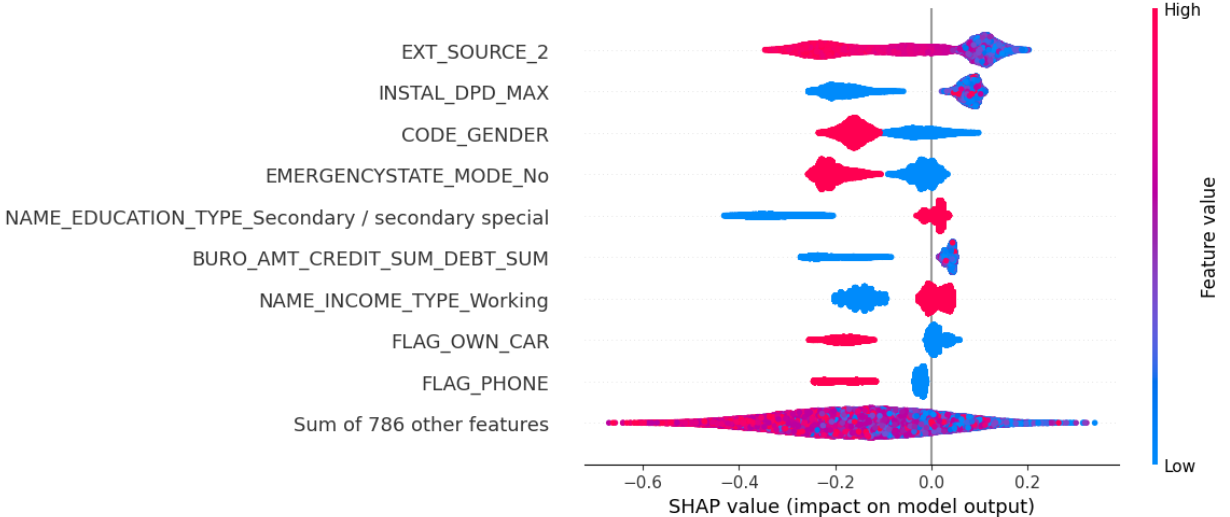 High
EXT_SOURCE_2
INSTAL_DPD_MAX
CODE_GENDER
EMERGENCYSTATE_MODE_No
NAME_EDUCATION_TYPE_Secondary / secondary special
BURO_AMT_CREDIT_SUM_DEBT_SUM
NAME_INCOME_TYPE_Working
FLAG_OWN_CAR
FLAG_PHONE
Sum of 786 other features
Feature value
Low
−0.6 −0.4 −0.2 0.0 0.2
SHAP value (impact on model output)